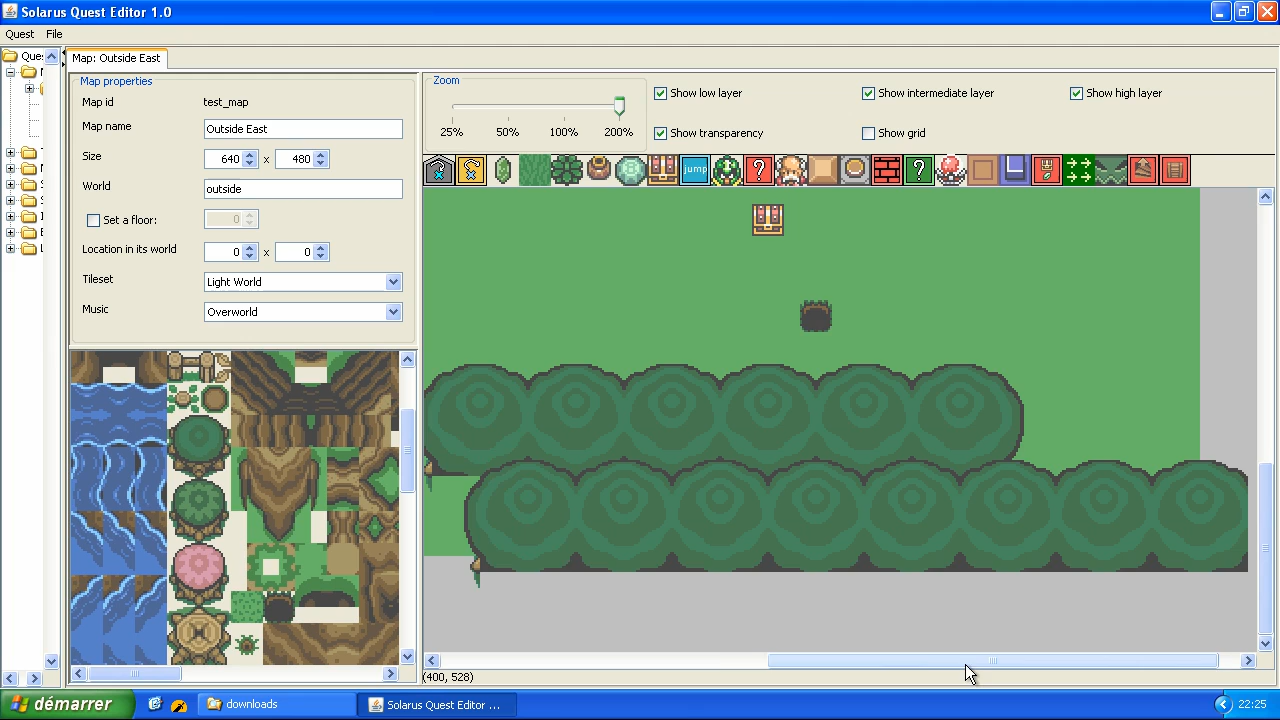 Solarus Quest Editor 1.0
Quest File
Map: Outside East
Map properties
Map id test_map
Map name Outside East
Size 640 x 480
World outside
Set a floor: 0
Location in its world 0 x 0
Tileset Light World
Music Overworld
Zoom
25% 50% 100% 200%
Show low layer Show intermediate layer Show high layer
Show transparency Show grid
jump ? ?
(400, 528)
démarrer downloads Solarus Quest Editor ... 22:25